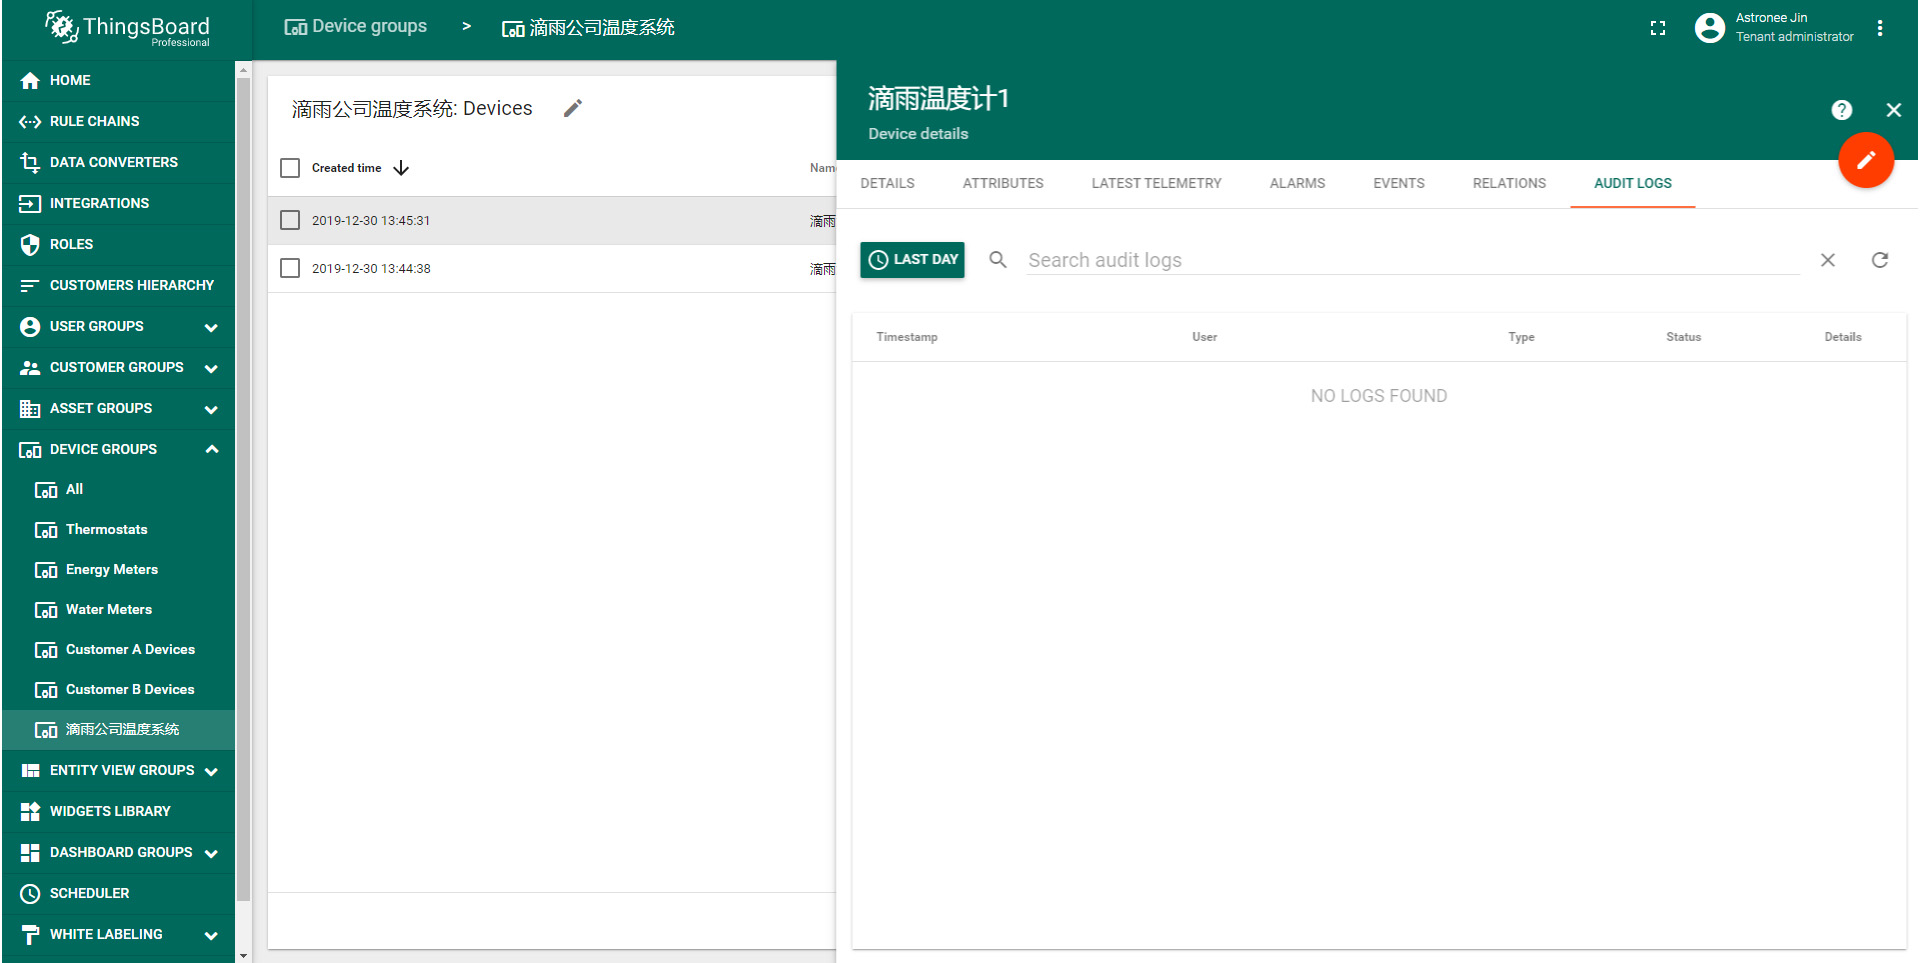 ThingsBoard
Professional
Device groups > 滴雨公司温度系统
Astronee Jin
Tenant administrator
HOME
RULE CHAINS
DATA CONVERTERS
INTEGRATIONS
ROLES
CUSTOMERS HIERARCHY
USER GROUPS
CUSTOMER GROUPS
ASSET GROUPS
DEVICE GROUPS
All
Thermostats
Energy Meters
Water Meters
Customer A Devices
Customer B Devices
滴雨公司温度系统
ENTITY VIEW GROUPS
WIDGETS LIBRARY
DASHBOARD GROUPS
SCHEDULER
WHITE LABELING
滴雨公司温度系统: Devices
Created time Nam
2019-12-30 13:45:31 滴雨
2019-12-30 13:44:38 滴雨
滴雨温度计1
Device details
DETAILS ATTRIBUTES LATEST TELEMETRY ALARMS EVENTS RELATIONS AUDIT LOGS
LAST DAY Search audit logs
Timestamp User Type Status Details
NO LOGS FOUND